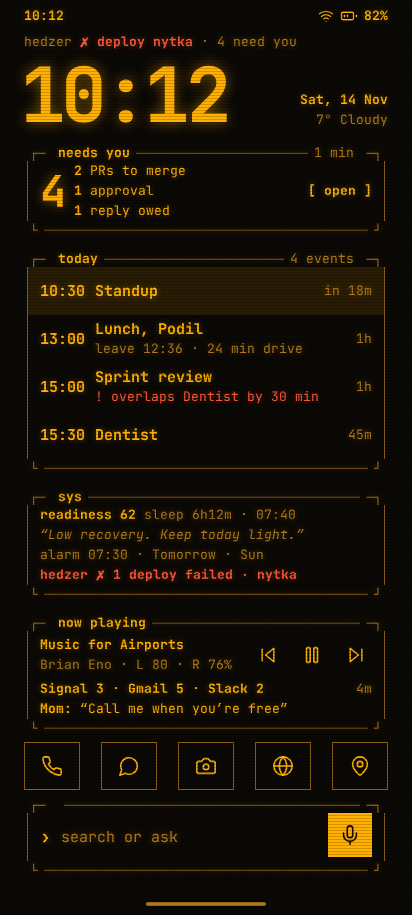 10:12 82%
hedzer ✗ deploy nytka · 4 need you
10:12
Sat, 14 Nov
7° Cloudy
needs you 1 min
4
2 PRs to merge
1 approval
1 reply owed
[ open ]
today 4 events
10:30 Standup in 18m
13:00 Lunch, Podil 1h
leave 12:36 · 24 min drive
15:00 Sprint review 1h
! overlaps Dentist by 30 min
15:30 Dentist 45m
sys
readiness 62 sleep 6h12m · 07:40
“Low recovery. Keep today light.”
alarm 07:30 · Tomorrow · Sun
hedzer ✗ 1 deploy failed · nytka
now playing
Music for Airports
Brian Eno · L 80 · R 76%
Signal 3 · Gmail 5 · Slack 2 4m
Mom: “Call me when you’re free”
› search or ask